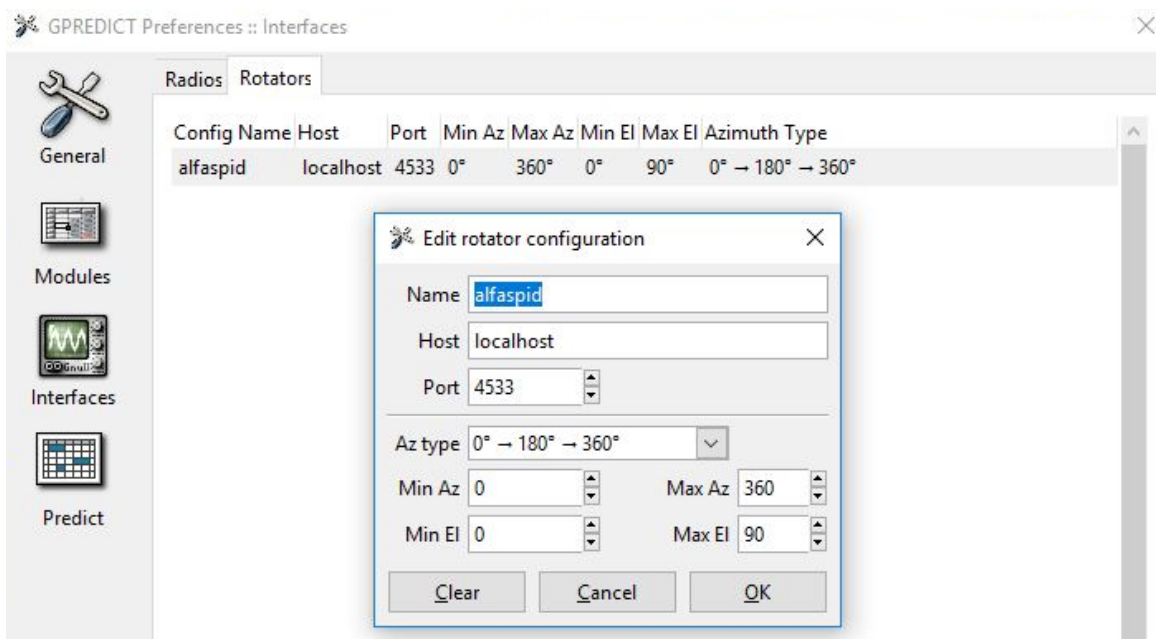 GPREDICT Preferences :: Interfaces
General
Modules
Interfaces
Predict
Radios Rotators
Config Name Host Port Min Az Max Az Min El Max El Azimuth Type
alfaspid localhost 4533 0° 360° 0° 90° 0° → 180° → 360°
Edit rotator configuration
Name alfaspid
Host localhost
Port 4533
Az type 0° → 180° → 360°
Min Az 0 Max Az 360
Min El 0 Max El 90
Clear Cancel OK